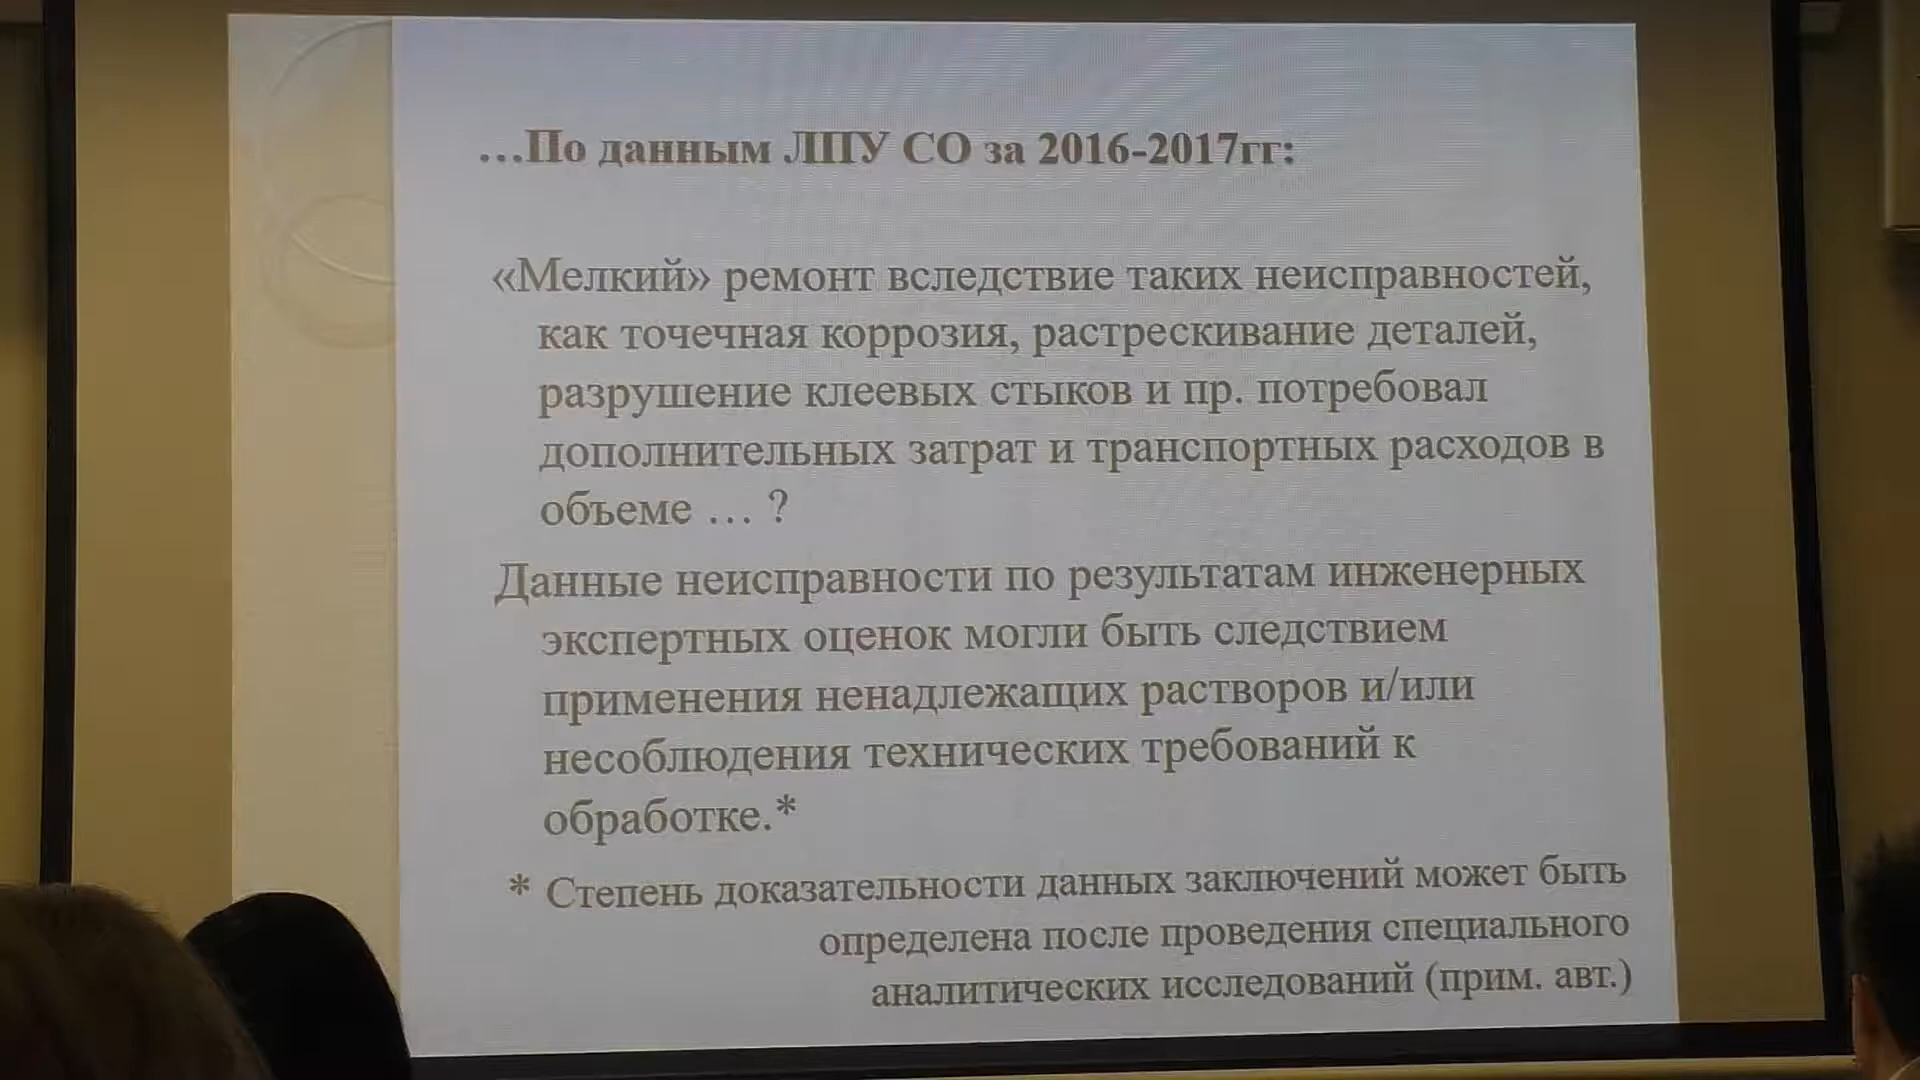 …По данным ЛПУ СО за 2016-2017гг:
«Мелкий» ремонт вследствие таких неисправностей,
как точечная коррозия, растрескивание деталей,
разрушение клеевых стыков и пр. потребовал
дополнительных затрат и транспортных расходов в
объеме … ?
Данные неисправности по результатам инженерных
экспертных оценок могли быть следствием
применения ненадлежащих растворов и/или
несоблюдения технических требований к
обработке.*
* Степень доказательности данных заключений может быть
определена после проведения специального
аналитических исследований (прим. авт.)